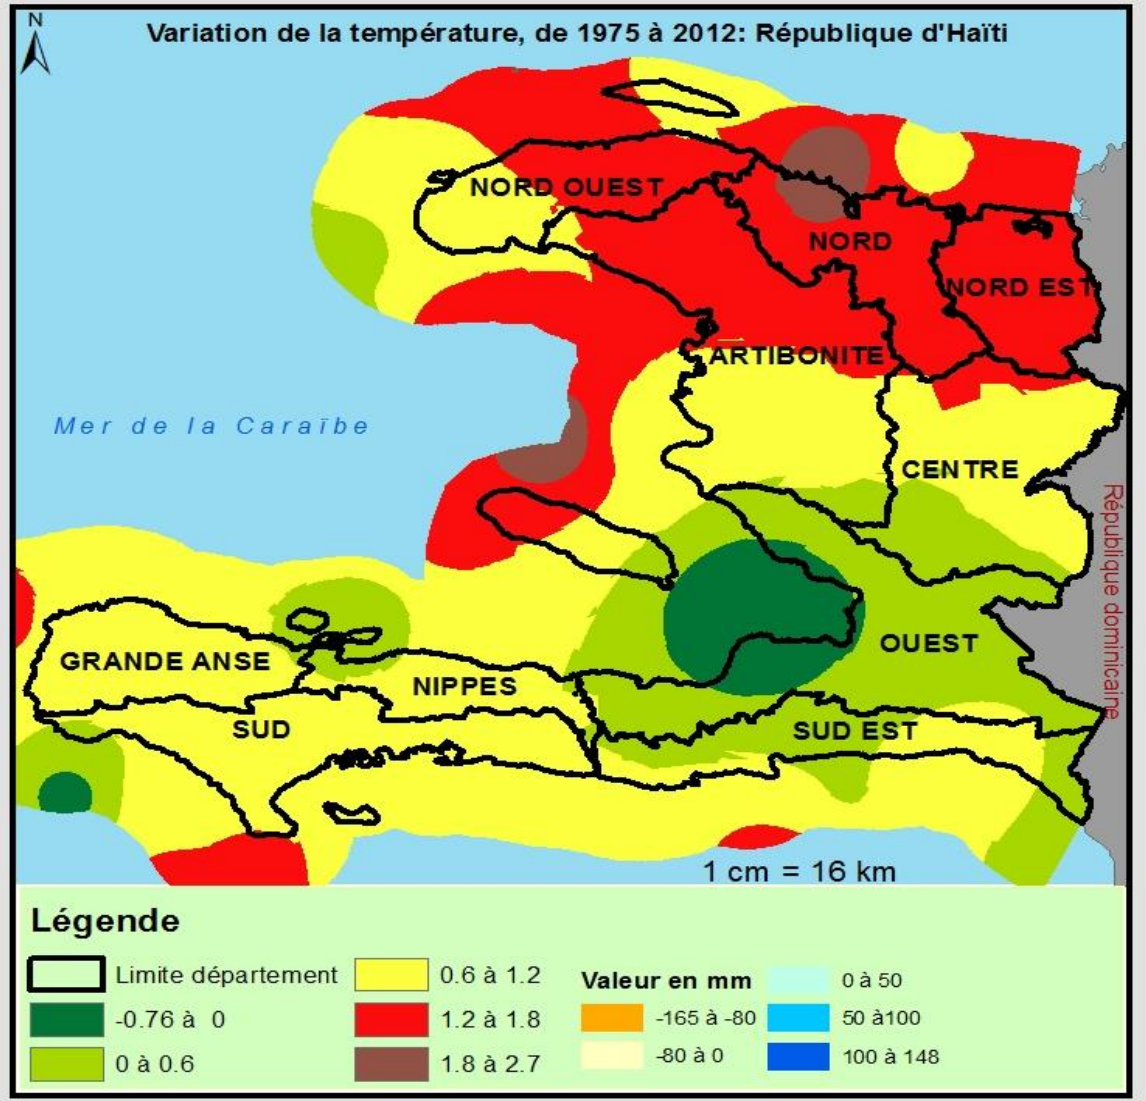 N
Variation de la température, de 1975 à 2012: République d'Haïti
NORD OUEST
NORD
NORD EST
ARTIBONITE
Mer de la Caraïbe
CENTRE
République dominicaine
OUEST
GRANDE ANSE
NIPPES
SUD
SUD EST
1 cm = 16 km
Légende
Limite département
-0.76 à 0
0 à 0.6
0.6 à 1.2
1.2 à 1.8
1.8 à 2.7
Valeur en mm
-165 à -80
-80 à 0
0 à 50
50 à100
100 à 148